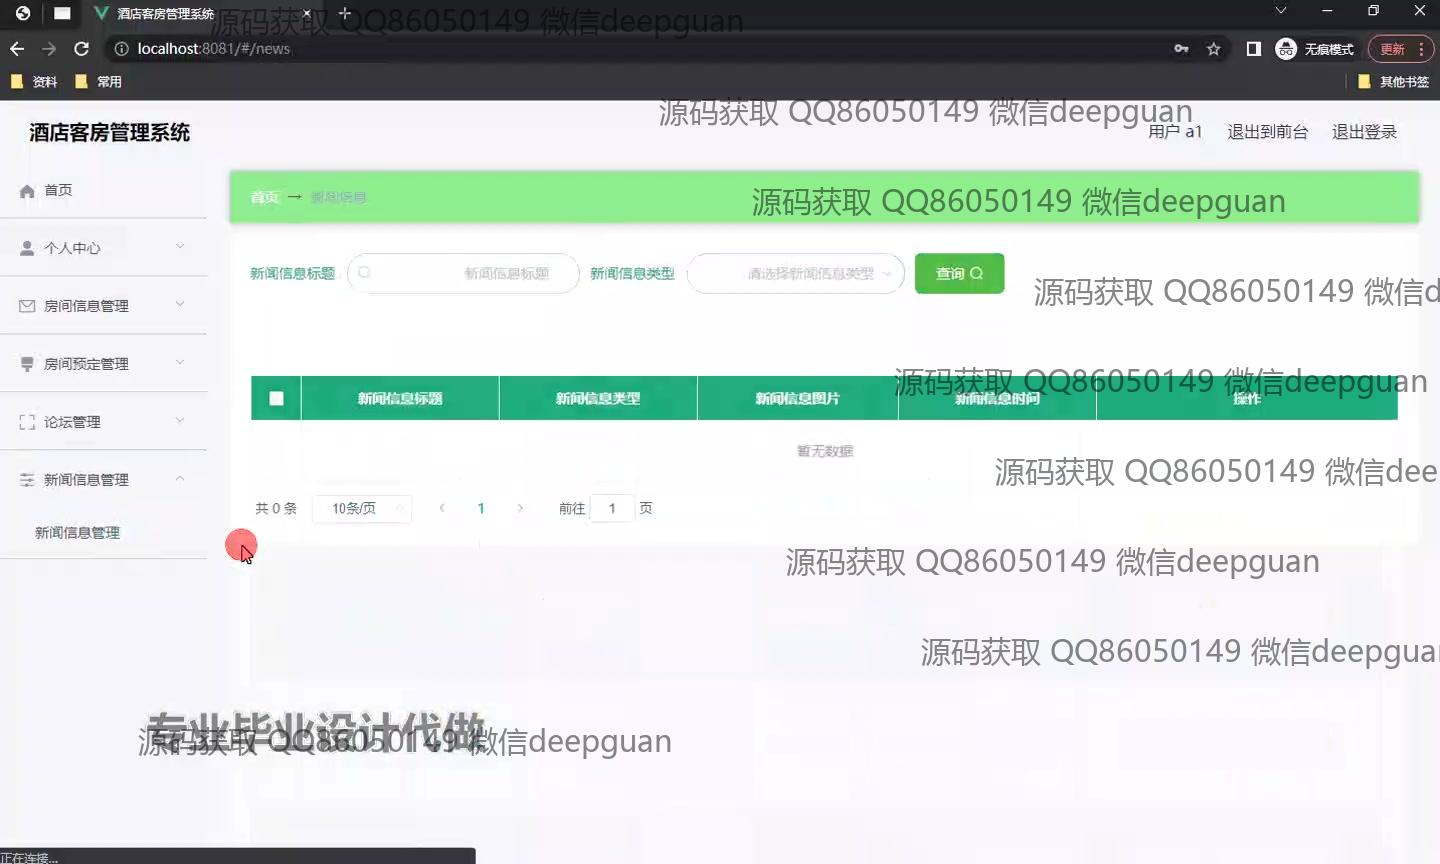 酒店客房管理系统
源码获取 QQ86050149 微信deepguan
localhost:8081/#/news
无痕模式
更新
资料
常用
其他书签
源码获取 QQ86050149 微信deepguan
酒店客房管理系统
用户 a1
退出到前台
退出登录
首页
首页 → 新闻信息
源码获取 QQ86050149 微信deepguan
个人中心
新闻信息标题
新闻信息标题
新闻信息类型
请选择新闻信息类型
查询
源码获取 QQ86050149 微信d
房间信息管理
房间预定管理
源码获取 QQ86050149 微信deepguan
新闻信息标题
新闻信息类型
新闻信息图片
新闻信息时间
操作
论坛管理
暂无数据
新闻信息管理
源码获取 QQ86050149 微信dee
共 0 条
10条/页
1
前往 1 页
新闻信息管理
源码获取 QQ86050149 微信deepguan
源码获取 QQ86050149 微信deepgua
专业毕业设计代做
源码获取 QQ86050149 微信deepguan
正在连接...